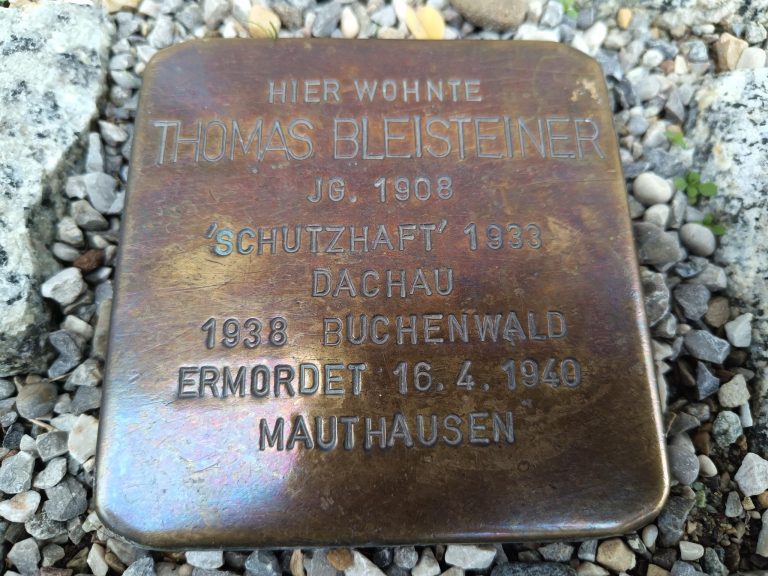 HIER WOHNTE
THOMAS BLEISTEINER
JG. 1908
'SCHUTZHAFT' 1933
DACHAU
1938 BUCHENWALD
ERMORDET 16.4.1940
MAUTHAUSEN